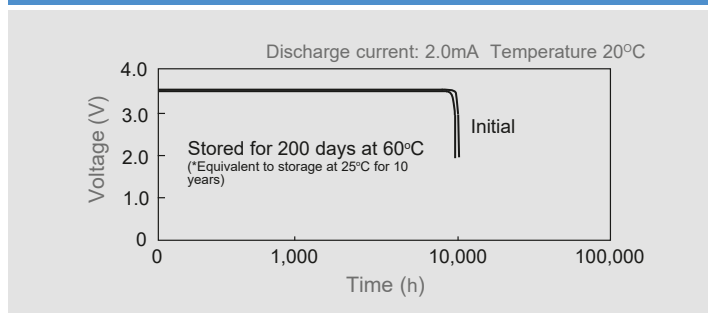 Discharge current: 2.0mA Temperature 20°C
4.0
3.0
2.0
1.0
0
Voltage (V)
Initial
Stored for 200 days at 60°C
(*Equivalent to storage at 25°C for 10
years)
0 1,000 10,000 100,000
Time (h)